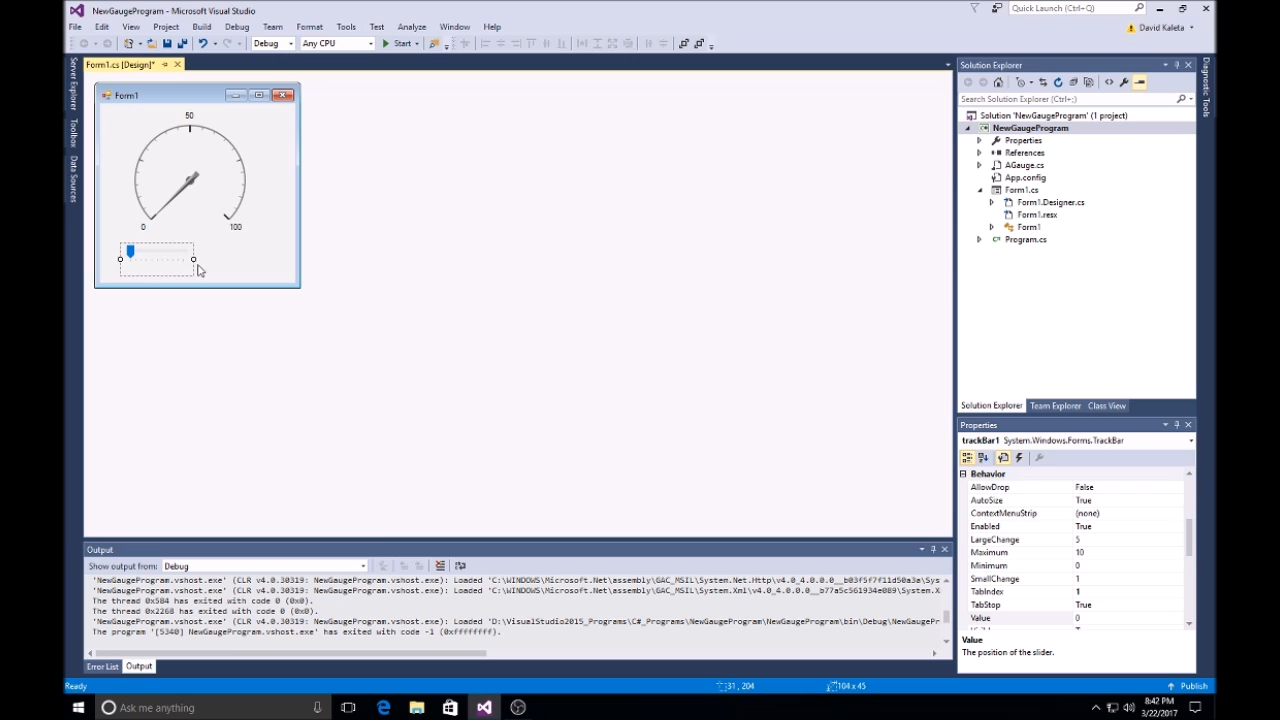 NewGaugeProgram - Microsoft Visual Studio
Quick Launch (Ctrl+;)
File Edit View Project Build Debug Team Format Tools Test Analyze Window Help
David Kaleta
Debug Any CPU Start
Form1.cs [Design]*
Server Explorer
Toolbox
Data Sources
Form1
50
0
100
Solution Explorer
Search Solution Explorer (Ctrl+;)
Solution 'NewGaugeProgram' (1 project)
NewGaugeProgram
Properties
References
AGauge.cs
App.config
Form1.cs
Form1.Designer.cs
Form1.resx
Form1
Program.cs
Diagnostic Tools
Solution Explorer Team Explorer Class View
Properties
trackBar1 System.Windows.Forms.TrackBar
Behavior
AllowDrop False
AutoSize True
ContextMenuStrip (none)
Enabled True
LargeChange 5
Maximum 10
Minimum 0
SmallChange 1
TabIndex 1
TabStop True
Value 0
Value
The position of the slider.
Output
Show output from: Debug
'NewGaugeProgram.vshost.exe' (CLR v4.0.30319: NewGaugeProgram.vshost.exe): Loaded 'C:\WINDOWS\Microsoft.Net\assembly\GAC_MSIL\System.Net.Http\v4.0_4.0.0.0__b03f5f7f11d50a3a\Sys
'NewGaugeProgram.vshost.exe' (CLR v4.0.30319: NewGaugeProgram.vshost.exe): Loaded 'C:\WINDOWS\Microsoft.Net\assembly\GAC_MSIL\System.Xml\v4.0_4.0.0.0__b77a5c561934e089\System.X
The thread 0x584 has exited with code 0 (0x0).
The thread 0x2268 has exited with code 0 (0x0).
'NewGaugeProgram.vshost.exe' (CLR v4.0.30319: NewGaugeProgram.vshost.exe): Loaded 'D:\VisualStudio2015_Programs\C#_Programs\NewGaugeProgram\NewGaugeProgram\bin\Debug\NewGaugePr
The program '[5340] NewGaugeProgram.vshost.exe' has exited with code -1 (0xffffffff).
Error List Output
Ready
31 , 204
104 x 45
Publish
Ask me anything
8:42 PM
3/22/2017